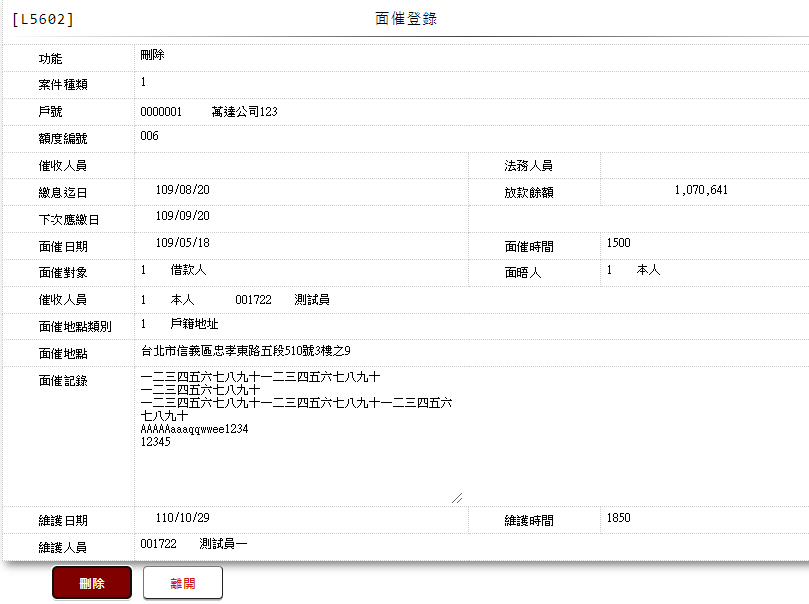 [L5602] 面催登錄
功能 刪除
案件種類 1
戶號 0000001 萬達公司123
額度編號 006
催收人員 法務人員
繳息迄日 109/08/20 放款餘額 1,070,641
下次應繳日 109/09/20
面催日期 109/05/18 面催時間 1500
面催對象 1 借款人 面晤人 1 本人
催收人員 1 本人 001722 測試員
面催地點類別 1 戶籍地址
面催地點 台北市信義區忠孝東路五段510號3樓之9
面催記錄 一二三四五六七八九十一二三四五六七八九十
一二三四五六七八九十
一二三四五六七八九十一二三四五六七八九十一二三四五六
七八九十
AAAAAaaaqqwwee1234
12345
維護日期 110/10/29 維護時間 1850
維護人員 001722 測試員一
刪除 離開